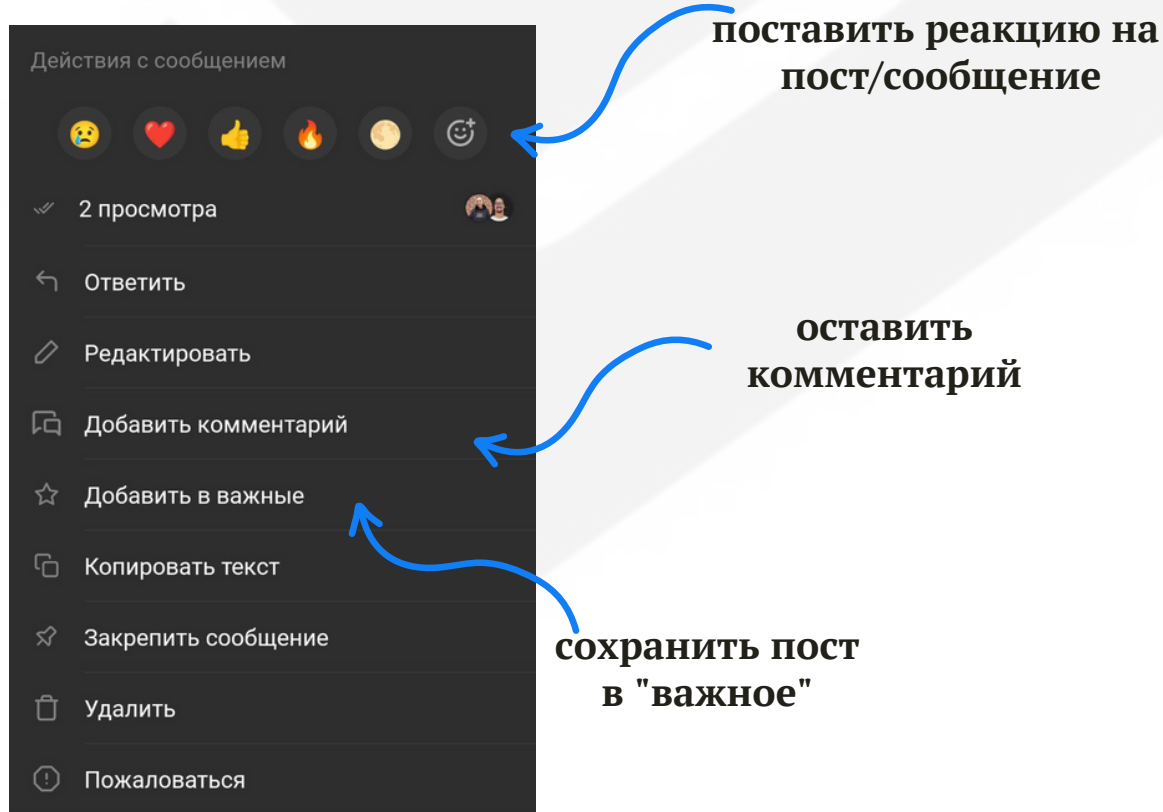 поставить реакцию на
пост/сообщение
Действия с сообщением
2 просмотра
Ответить
Редактировать
оставить
комментарий
Добавить комментарий
Добавить в важные
Копировать текст
Закрепить сообщение
сохранить пост
в "важное"
Удалить
Пожаловаться